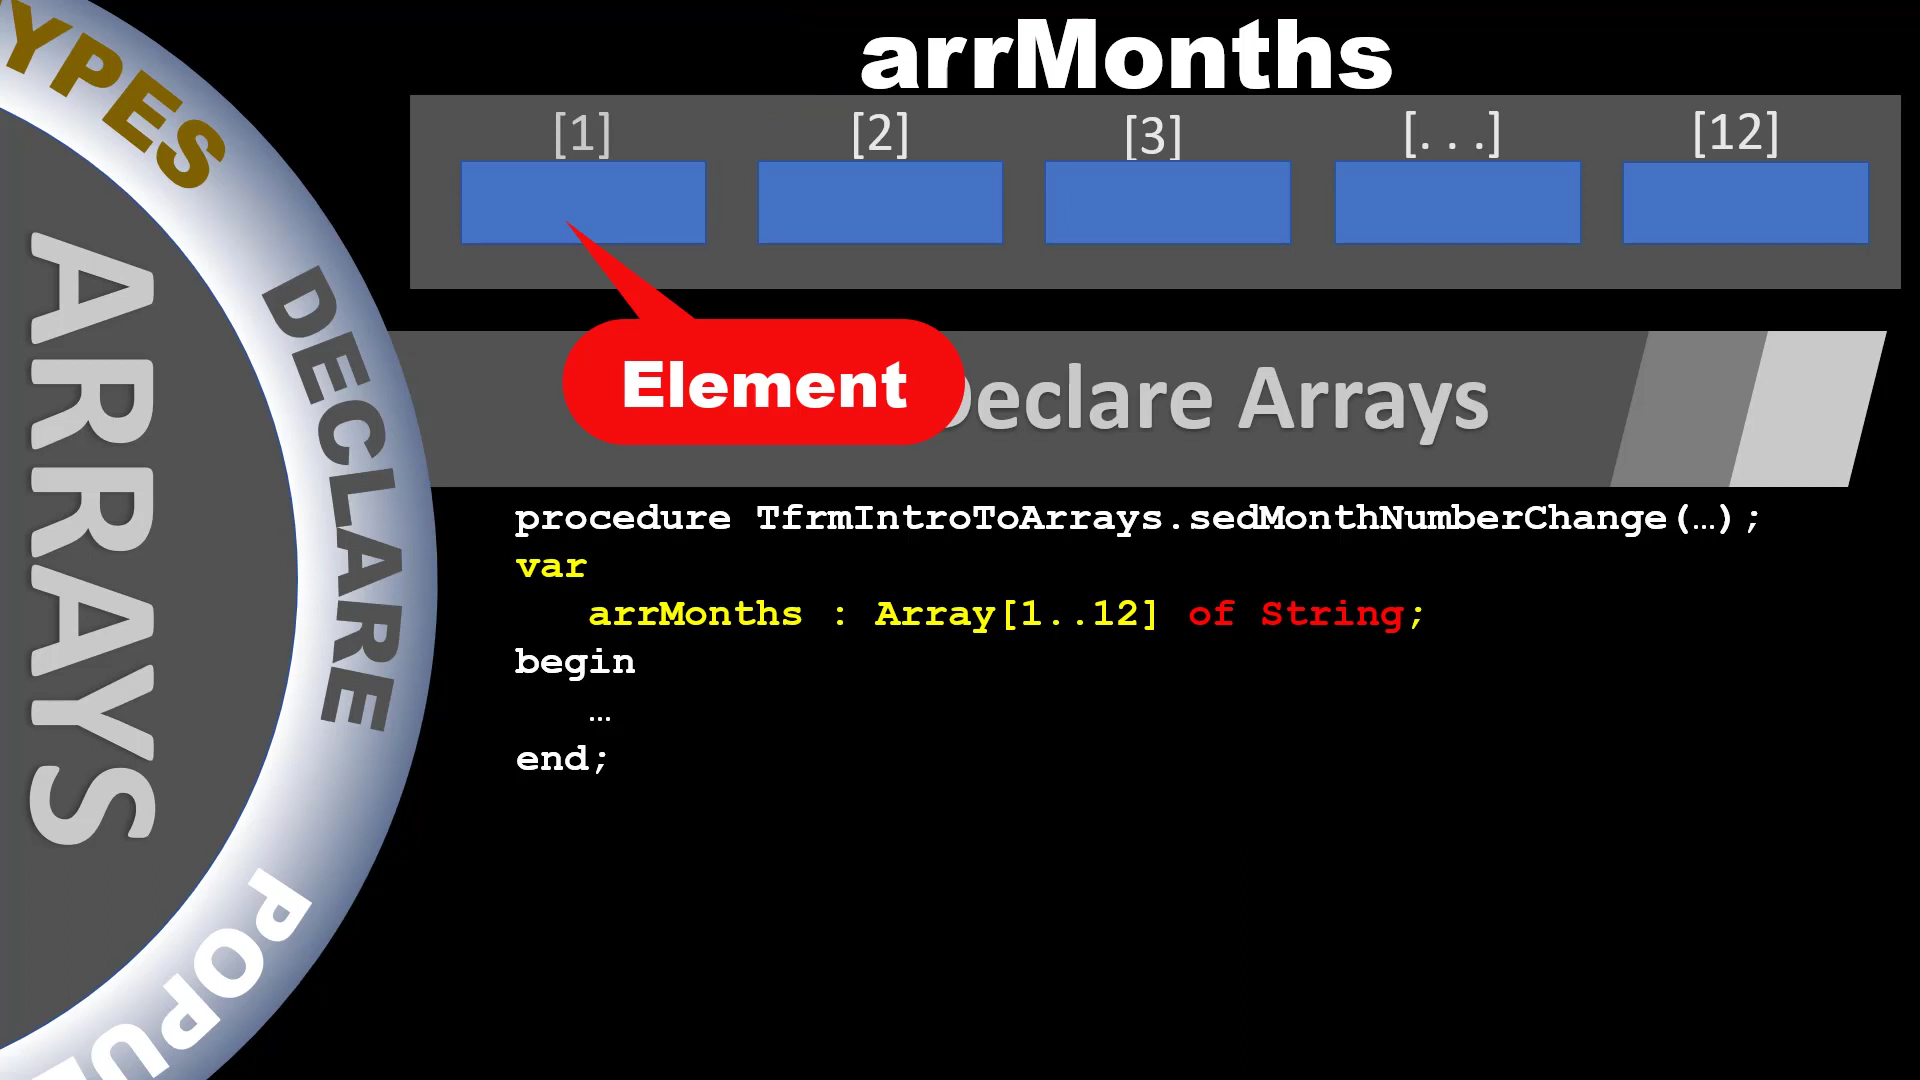 arrMonths
[1] [2] [3] [. . .] [12]
Element
Declare Arrays
YPES
DECLARE
POPU
ARRAYS
procedure TfrmIntroToArrays.sedMonthNumberChange(…);
var
arrMonths : Array[1..12] of String;
begin
…
end;